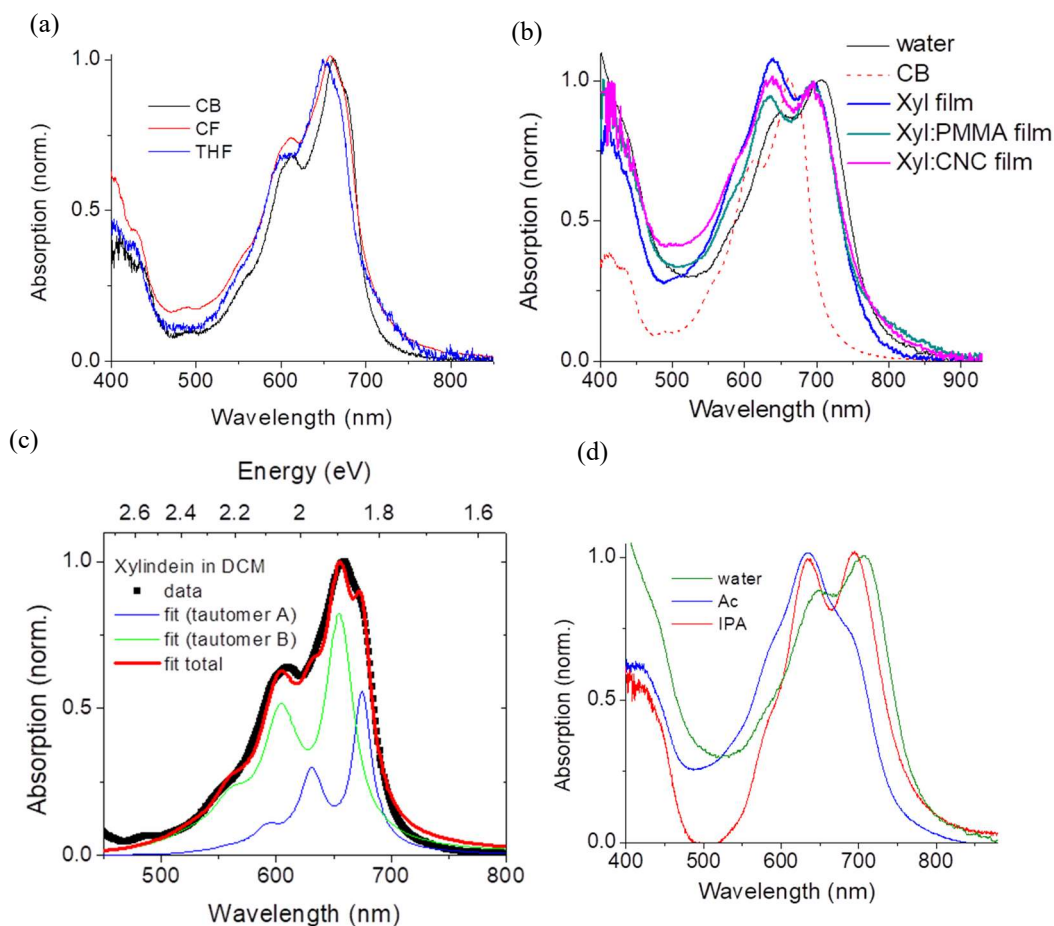 (a)
Absorption (norm.)
1.0
0.5
0.0
CB
CF
THF
400 500 600 700 800
Wavelength (nm)
(b)
Absorption (norm.)
1.0
0.5
0.0
water
CB
Xyl film
Xyl:PMMA film
Xyl:CNC film
400 500 600 700 800 900
Wavelength (nm)
(c)
Energy (eV)
2.6 2.4 2.2 2 1.8 1.6
Absorption (norm.)
1.0
0.5
0.0
Xylindein in DCM
data
fit (tautomer A)
fit (tautomer B)
fit total
500 600 700 800
Wavelength (nm)
(d)
Absorption (norm.)
1.0
0.5
0.0
water
Ac
IPA
400 500 600 700 800
Wavelength (nm)